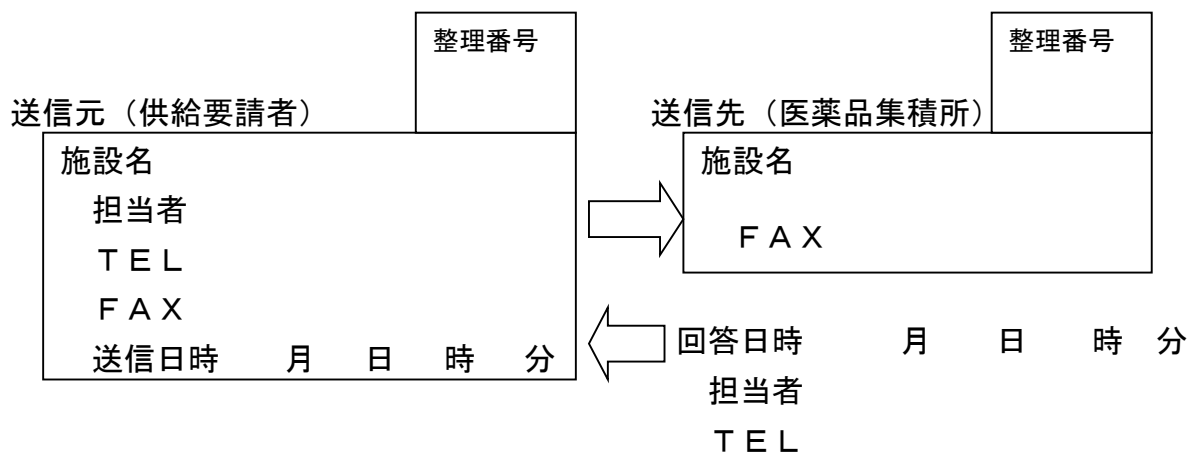 整理番号
送信元（供給要請者）
施設名
担当者
ＴＥＬ
ＦＡＸ
送信日時　　月　　日　　時　　分
整理番号
送信先（医薬品集積所）
施設名
ＦＡＸ
回答日時　　　月　　日　　時　分
担当者
ＴＥＬ